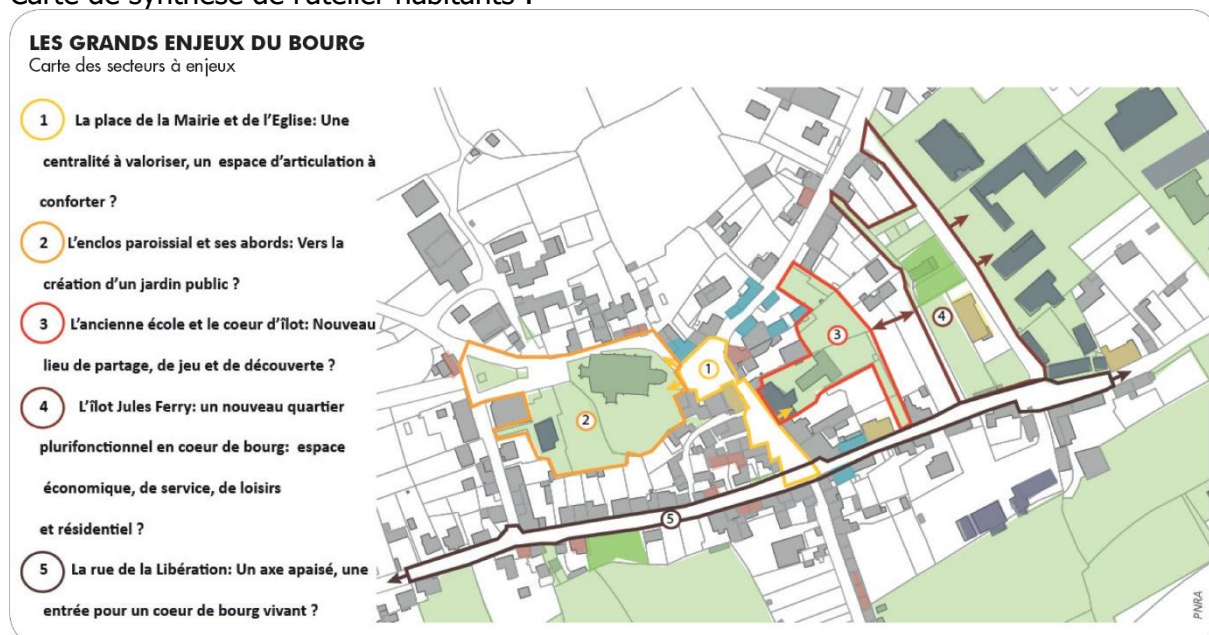 Carte de synthèse de l'atelier habitants :
LES GRANDS ENJEUX DU BOURG
Carte des secteurs à enjeux
1 La place de la Mairie et de l'Eglise: Une
centralité à valoriser, un espace d'articulation à
conforter ?
2 L'enclos paroissial et ses abords: Vers la
création d'un jardin public ?
3 L'ancienne école et le coeur d'îlot: Nouveau
lieu de partage, de jeu et de découverte ?
4 L'îlot Jules Ferry: un nouveau quartier
plurifonctionnel en coeur de bourg: espace
économique, de service, de loisirs
et résidentiel ?
5 La rue de la Libération: Un axe apaisé, une
entrée pour un coeur de bourg vivant ?
1
2
3
4
5
PNRA